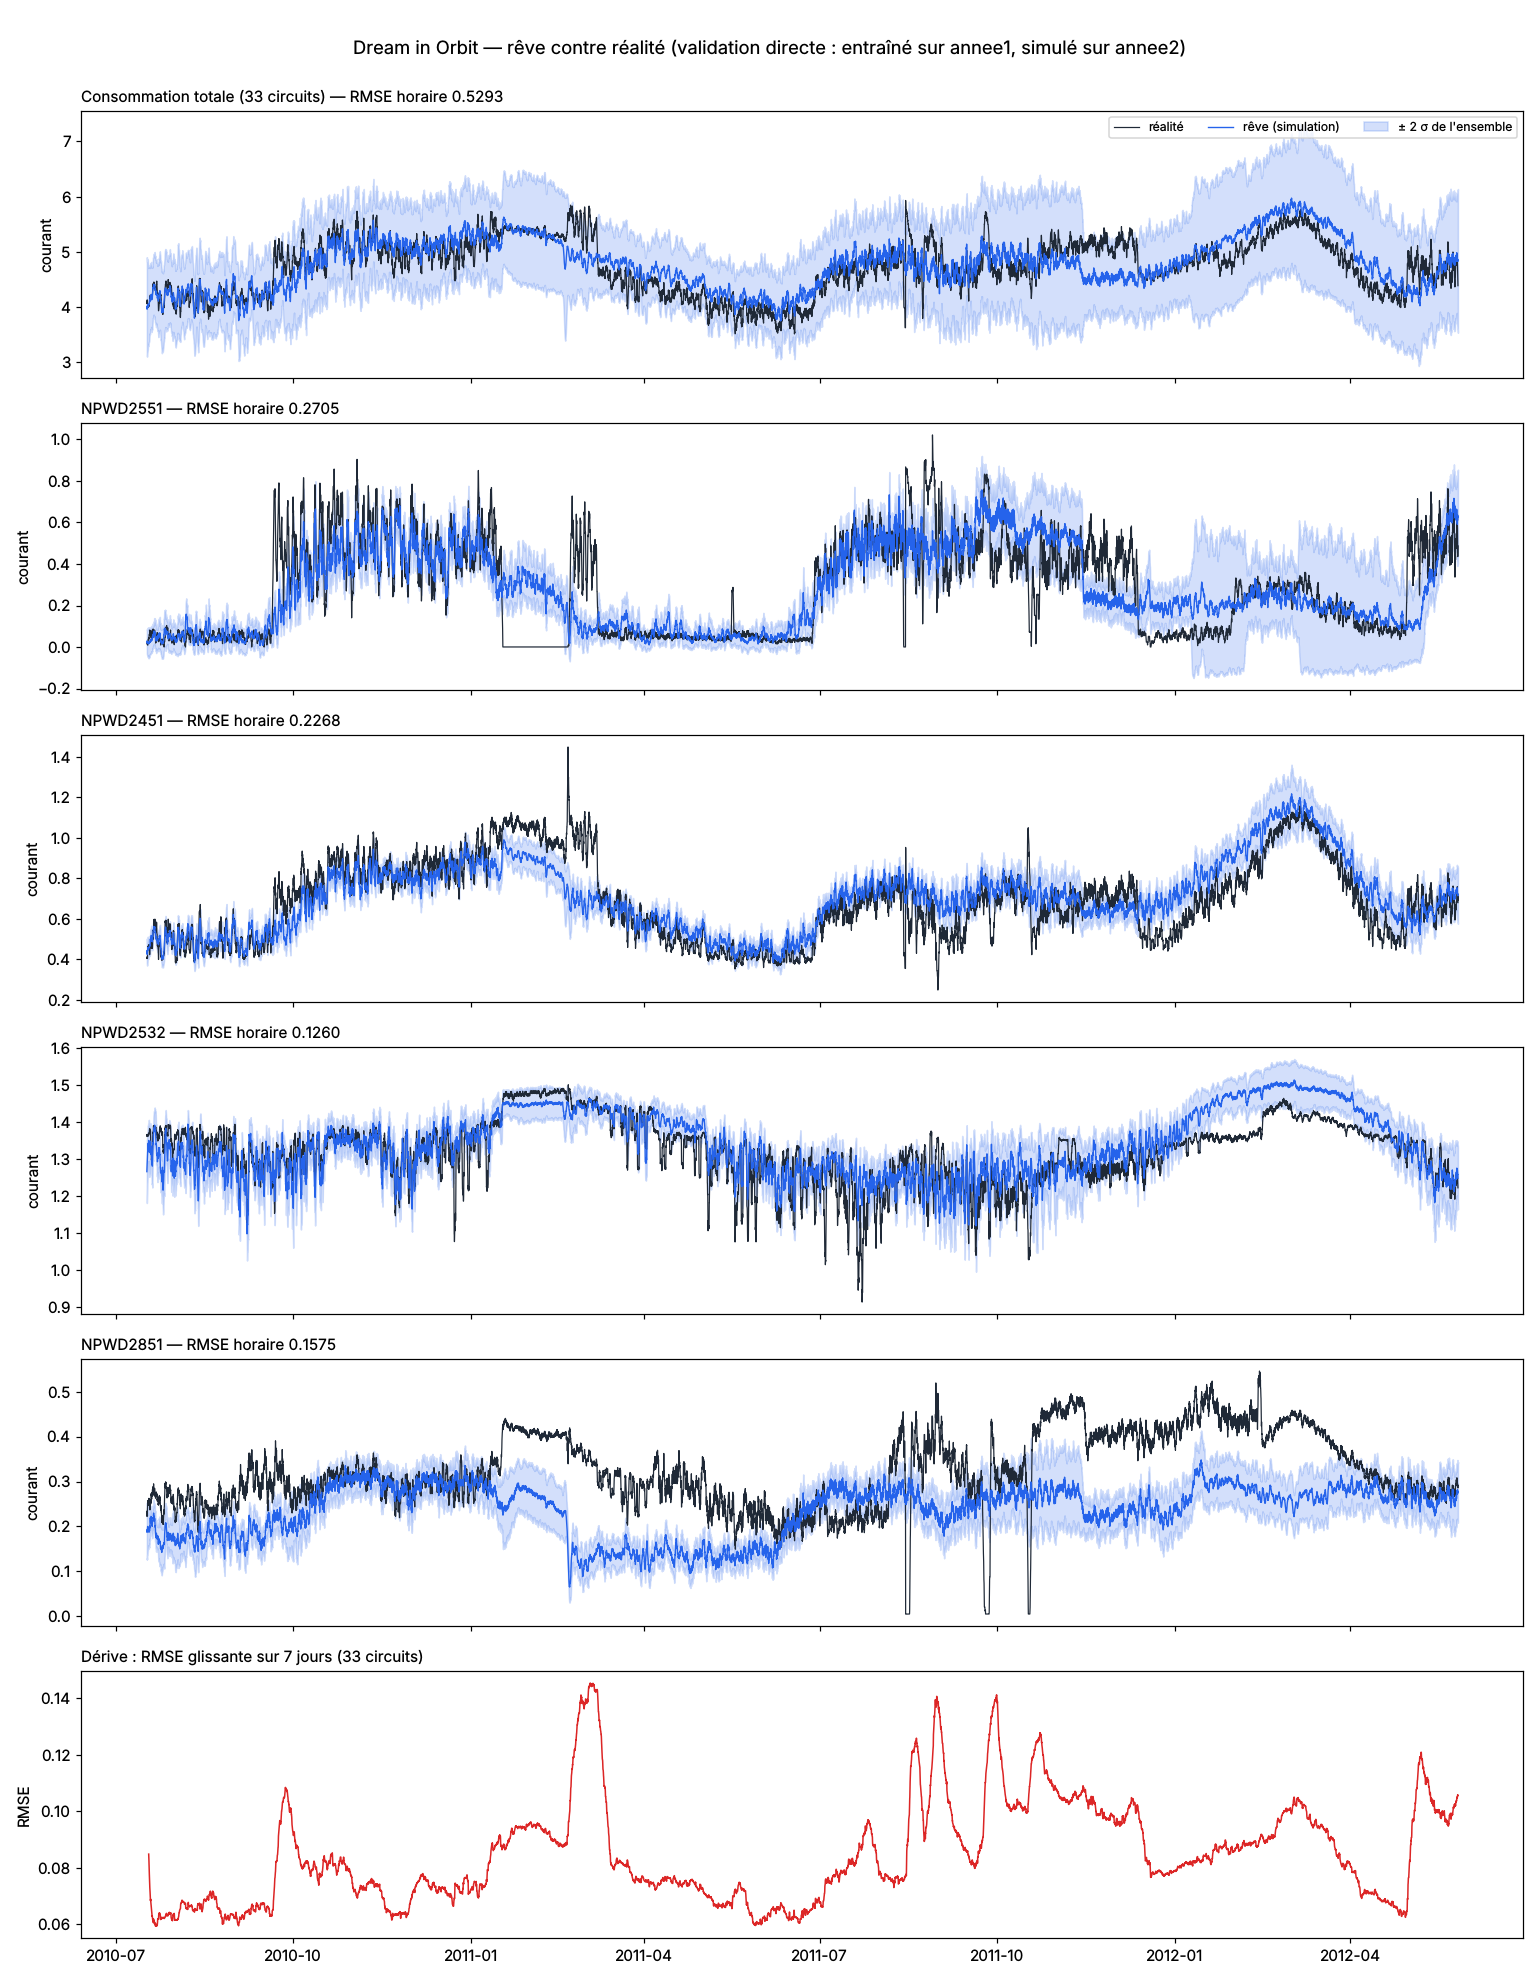 Dream in Orbit — rêve contre réalité (validation directe : entraîné sur annee1, simulé sur annee2)
Consommation totale (33 circuits) — RMSE horaire 0.5293
réalité
rêve (simulation)
± 2 σ de l'ensemble
courant
7
6
5
4
3
NPWD2551 — RMSE horaire 0.2705
courant
1.0
0.8
0.6
0.4
0.2
0.0
−0.2
NPWD2451 — RMSE horaire 0.2268
courant
1.4
1.2
1.0
0.8
0.6
0.4
0.2
NPWD2532 — RMSE horaire 0.1260
courant
1.6
1.5
1.4
1.3
1.2
1.1
1.0
0.9
NPWD2851 — RMSE horaire 0.1575
courant
0.5
0.4
0.3
0.2
0.1
0.0
Dérive : RMSE glissante sur 7 jours (33 circuits)
RMSE
0.14
0.12
0.10
0.08
0.06
2010-07
2010-10
2011-01
2011-04
2011-07
2011-10
2012-01
2012-04